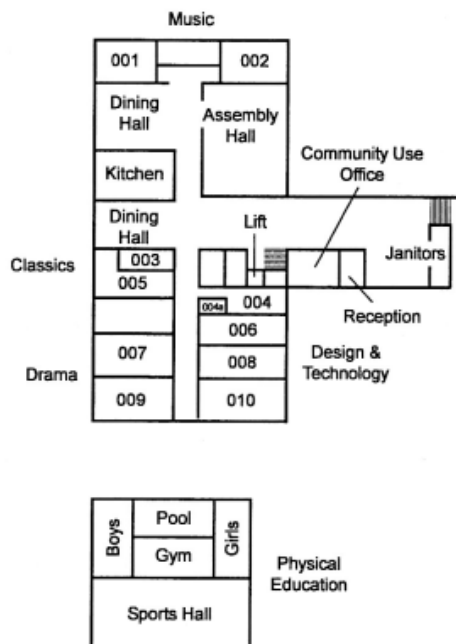 Music
001
002
Dining
Hall
Assembly
Hall
Community Use
Office
Kitchen
Dining
Hall
Lift
Janitors
Classics
003
005
004
004a
Reception
006
Design &
Technology
007
008
Drama
009
010
Boys
Pool
Girls
Gym
Physical
Education
Sports Hall